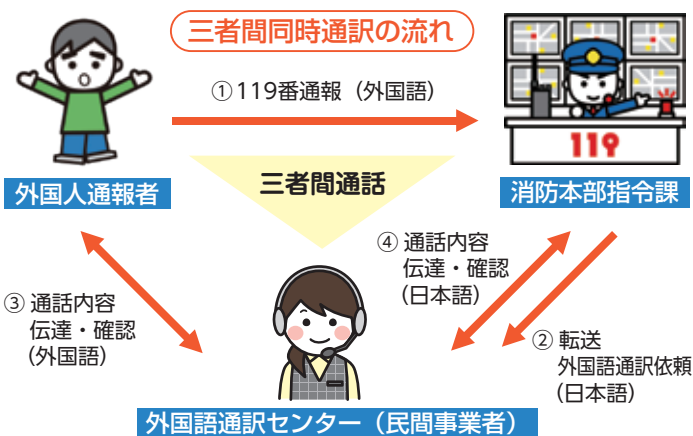 三者間同時通訳の流れ
①119番通報（外国語）
119
外国人通報者
三者間通話
消防本部指令課
④ 通話内容
伝達・確認
(日本語)
③ 通話内容
伝達・確認
(外国語)
② 転送
外国語通訳依頼
(日本語)
外国語通訳センター（民間事業者）